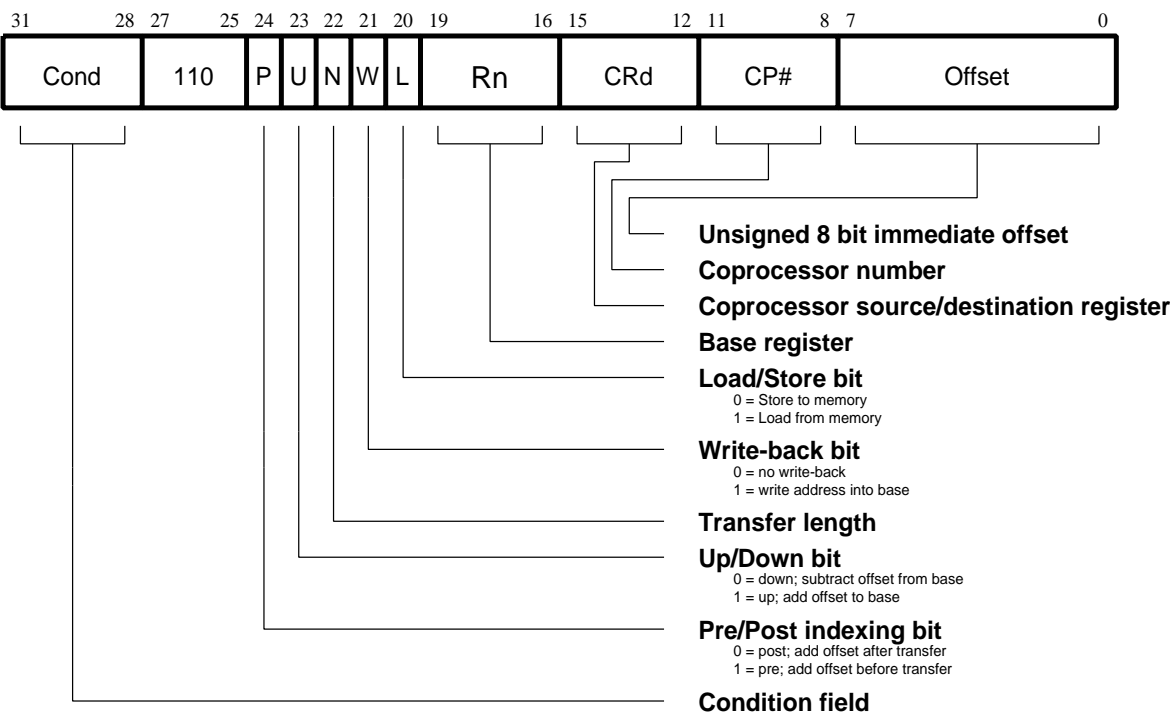 31 28 27 25 24 23 22 21 20 19 16 15 12 11 8 7 0
Cond 110 P U N W L Rn CRd CP# Offset
Unsigned 8 bit immediate offset
Coprocessor number
Coprocessor source/destination register
Base register
Load/Store bit
0 = Store to memory
1 = Load from memory
Write-back bit
0 = no write-back
1 = write address into base
Transfer length
Up/Down bit
0 = down; subtract offset from base
1 = up; add offset to base
Pre/Post indexing bit
0 = post; add offset after transfer
1 = pre; add offset before transfer
Condition field